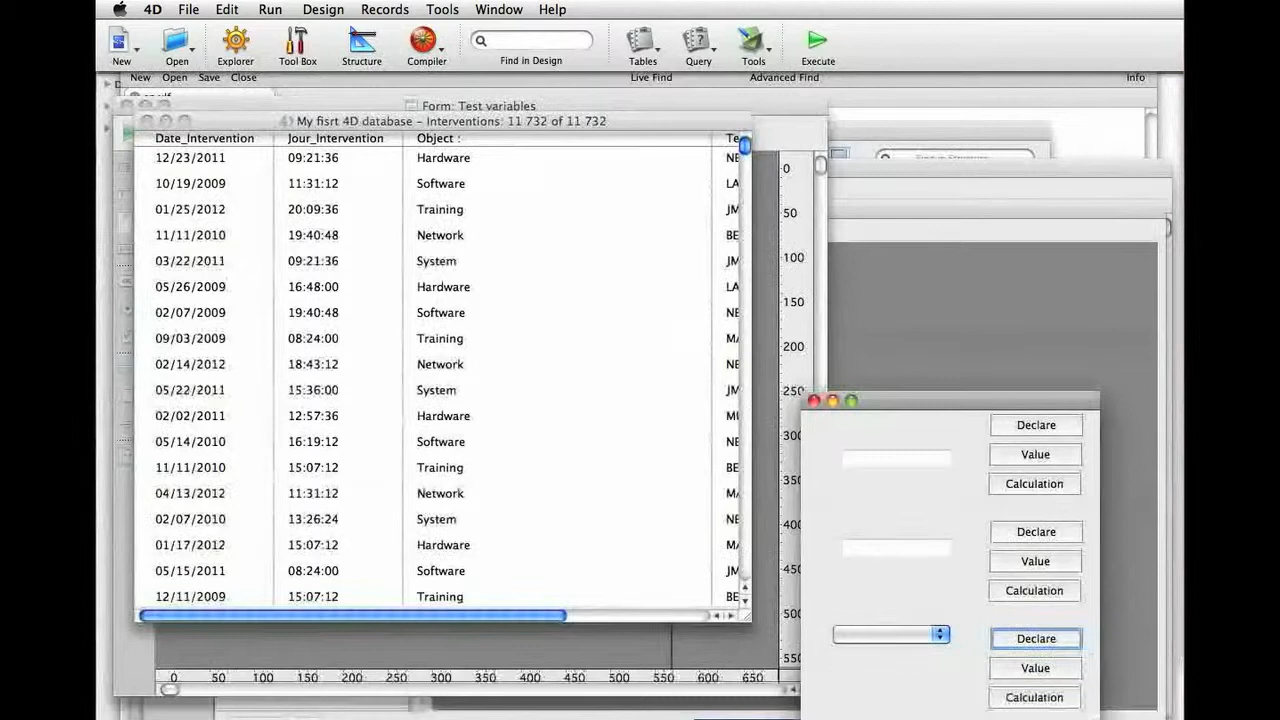 4D File Edit Run Design Records Tools Window Help
New Open Explorer Tool Box Structure Compiler Find in Design Tables Query Tools Execute
New Open Save Close Live Find Advanced Find Info
Form: Test variables
My fisrt 4D database – Interventions: 11 732 of 11 732
Date_Intervention Jour_Intervention Object : Te
12/23/2011 09:21:36 Hardware NE
10/19/2009 11:31:12 Software LA
01/25/2012 20:09:36 Training JM
11/11/2010 19:40:48 Network BE
03/22/2011 09:21:36 System JM
05/26/2009 16:48:00 Hardware LA
02/07/2009 19:40:48 Software NE
09/03/2009 08:24:00 Training MA
02/14/2012 18:43:12 Network NE
05/22/2011 15:36:00 System JM
02/02/2011 12:57:36 Hardware
05/14/2010 16:19:12 Software NE
11/11/2010 15:07:12 Training BE
04/13/2012 11:31:12 Network MA
02/07/2010 13:26:24 System NE
01/17/2012 15:07:12 Hardware MA
05/15/2011 08:24:00 Software JM
12/11/2009 15:07:12 Training BE
0
50
100
150
200
250
300
350
400
450
500
550
0 50 100 150 200 250 300 350 400 450 500 550 600 650
Declare
Value
Calculation
Declare
Value
Calculation
Declare
Value
Calculation